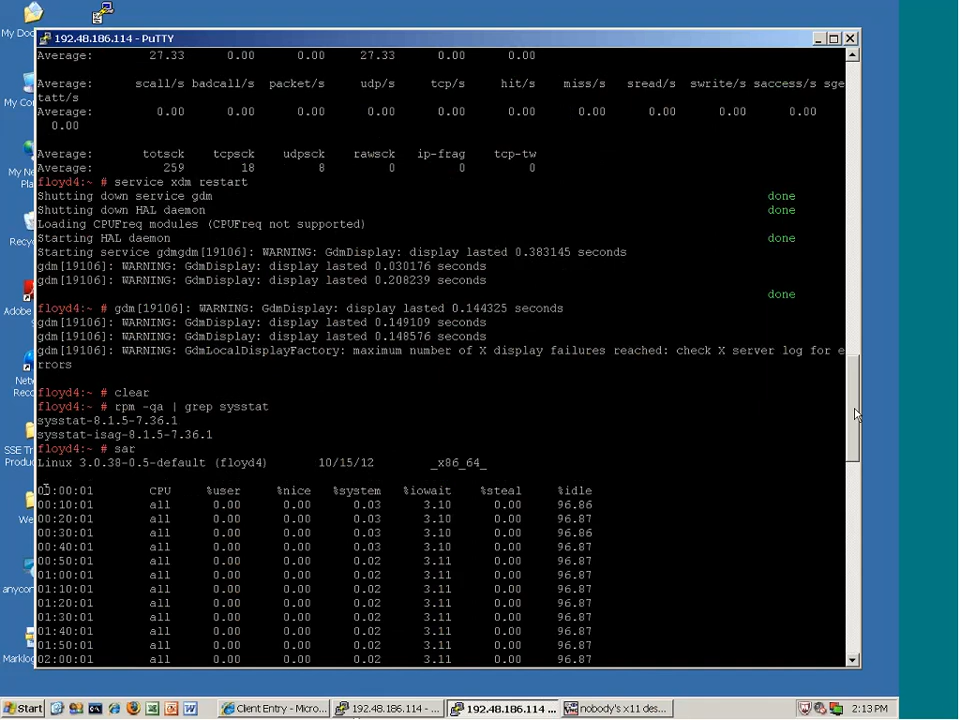 My Doc
192.48.186.114 - PuTTY
Average: 27.33 0.00 0.00 27.33 0.00 0.00
Average: scall/s badcall/s packet/s udp/s tcp/s hit/s miss/s sread/s swrite/s saccess/s sge
tatt/s
Average: 0.00 0.00 0.00 0.00 0.00 0.00 0.00 0.00 0.00 0.00
0.00
Average: totsck tcpsck udpsck rawsck ip-frag tcp-tw
Average: 259 18 8 0 0 0
floyd4:~ # service xdm restart
Shutting down service gdm done
Shutting down HAL daemon done
Loading CPUFreq modules (CPUFreq not supported)
Starting HAL daemon done
Starting service gdmgdm[19106]: WARNING: GdmDisplay: display lasted 0.383145 seconds
gdm[19106]: WARNING: GdmDisplay: display lasted 0.030176 seconds
gdm[19106]: WARNING: GdmDisplay: display lasted 0.208239 seconds
done
floyd4:~ # gdm[19106]: WARNING: GdmDisplay: display lasted 0.144325 seconds
gdm[19106]: WARNING: GdmDisplay: display lasted 0.149109 seconds
gdm[19106]: WARNING: GdmDisplay: display lasted 0.148576 seconds
gdm[19106]: WARNING: GdmLocalDisplayFactory: maximum number of X display failures reached: check X server log for e
rrors
floyd4:~ # clear
floyd4:~ # rpm -qa | grep sysstat
sysstat-8.1.5-7.36.1
sysstat-isag-8.1.5-7.36.1
floyd4:~ # sar
Linux 3.0.38-0.5-default (floyd4) 10/15/12 _x86_64_
00:00:01 CPU %user %nice %system %iowait %steal %idle
00:10:01 all 0.00 0.00 0.03 3.10 0.00 96.86
00:20:01 all 0.00 0.00 0.03 3.10 0.00 96.87
00:30:01 all 0.00 0.00 0.03 3.10 0.00 96.86
00:40:01 all 0.00 0.00 0.03 3.10 0.00 96.87
00:50:01 all 0.00 0.00 0.02 3.11 0.00 96.87
01:00:01 all 0.00 0.00 0.02 3.11 0.00 96.87
01:10:01 all 0.00 0.00 0.02 3.11 0.00 96.87
01:20:01 all 0.00 0.00 0.02 3.11 0.00 96.87
01:30:01 all 0.00 0.00 0.02 3.11 0.00 96.87
01:40:01 all 0.00 0.00 0.02 3.11 0.00 96.87
01:50:01 all 0.00 0.00 0.02 3.11 0.00 96.87
02:00:01 all 0.00 0.00 0.02 3.11 0.00 96.87
My Co
My Ne
Pla
Recy
Adobe
Netw
Reco
SSE Tr
Produ
We
anyco
Marklo
Start
Client Entry - Micro...
192.48.186.114 - ...
192.48.186.114 ...
nobody's x11 des...
2:13 PM